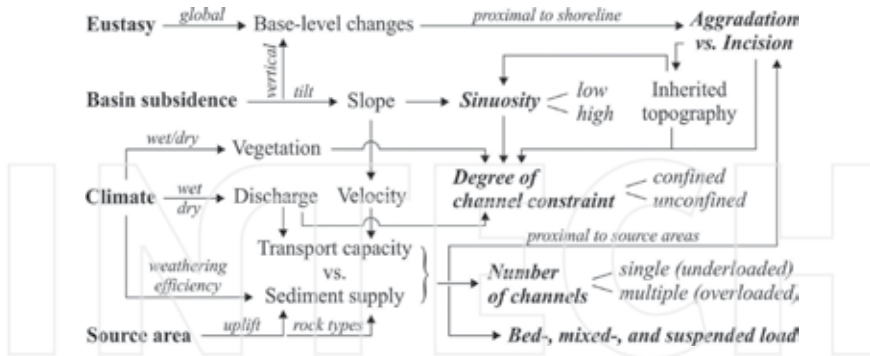 Eustasy global Base-level changes proximal to shoreline Aggradation
vs. Incision
vertical
Basin subsidence tilt Slope Sinuosity low
high
Inherited
topography
wet/dry Vegetation
Climate wet
dry Discharge Velocity
Degree of
channel constraint
confined
unconfined
proximal to source areas
weathering
efficiency
Transport capacity
vs.
Sediment supply
Number
of channels
single (underloaded)
multiple (overloaded)
Source area uplift rock types Bed-, mixed-, and suspended load
INTECH